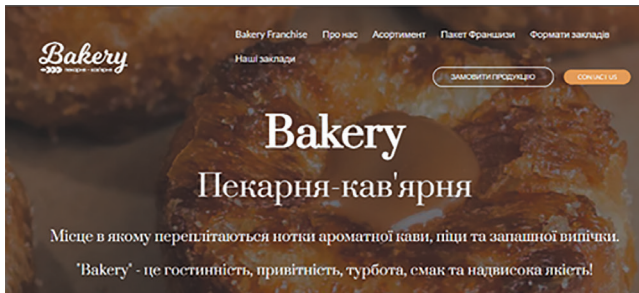 Bakery Franchise Про нас Асортимент Пакет Франшизи Формати закладів
Bakery
пекарня - кав'ярня
Наші заклади
ЗАМОВИТИ ПРОДУКЦІЮ CONTACT US
Bakery
Пекарня-кав'ярня
Місце в якому переплітаються нотки ароматної кави, піци та запашної випічки.
"Bakery" - це гостинність, привітність, турбота, смак та надвисока якість!